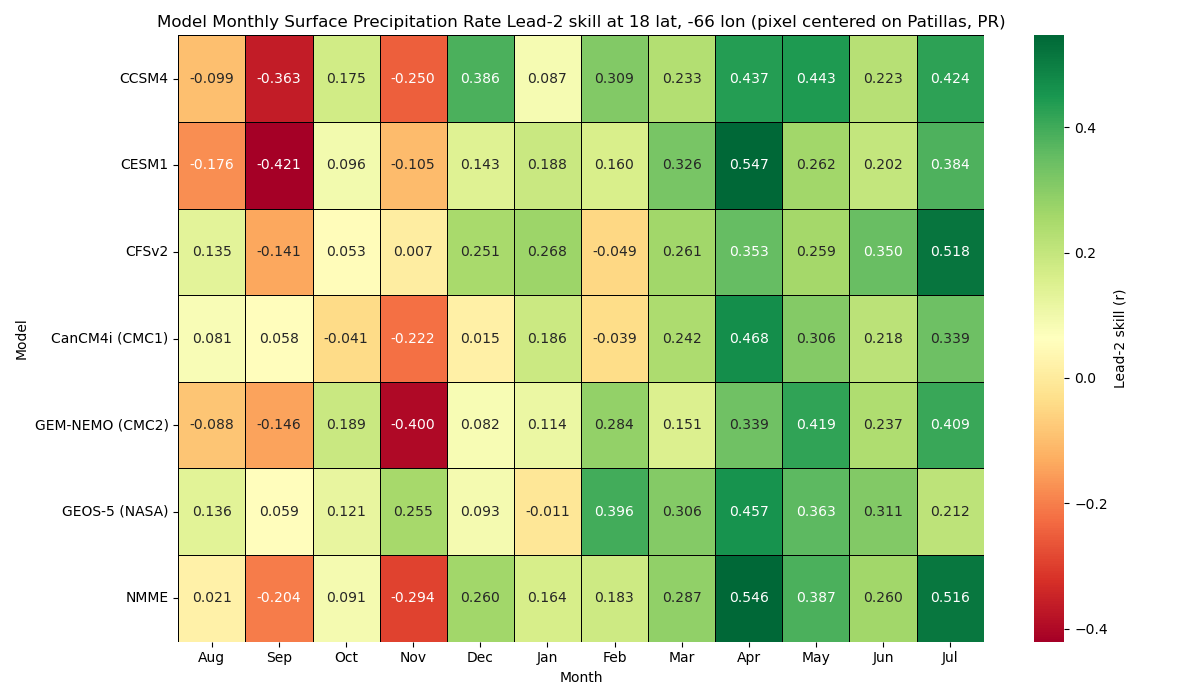 Model Monthly Surface Precipitation Rate Lead-2 skill at 18 lat, -66 lon (pixel centered on Patillas, PR)
Model
CCSM4 -0.099 -0.363 0.175 -0.250 0.386 0.087 0.309 0.233 0.437 0.443 0.223 0.424
CESM1 -0.176 -0.421 0.096 -0.105 0.143 0.188 0.160 0.326 0.547 0.262 0.202 0.384
CFSv2 0.135 -0.141 0.053 0.007 0.251 0.268 -0.049 0.261 0.353 0.259 0.350 0.518
CanCM4i (CMC1) 0.081 0.058 -0.041 -0.222 0.015 0.186 -0.039 0.242 0.468 0.306 0.218 0.339
GEM-NEMO (CMC2) -0.088 -0.146 0.189 -0.400 0.082 0.114 0.284 0.151 0.339 0.419 0.237 0.409
GEOS-5 (NASA) 0.136 0.059 0.121 0.255 0.093 -0.011 0.396 0.306 0.457 0.363 0.311 0.212
NMME 0.021 -0.204 0.091 -0.294 0.260 0.164 0.183 0.287 0.546 0.387 0.260 0.516
Aug Sep Oct Nov Dec Jan Feb Mar Apr May Jun Jul
Month
0.4
0.2
0.0
−0.2
−0.4
Lead-2 skill (r)